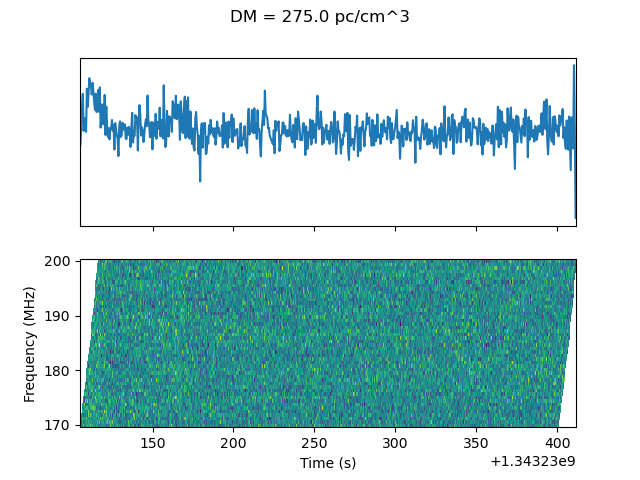 DM = 275.0 pc/cm^3
200
190
180
170
Frequency (MHz)
150 200 250 300 350 400
Time (s)
+1.34323e9